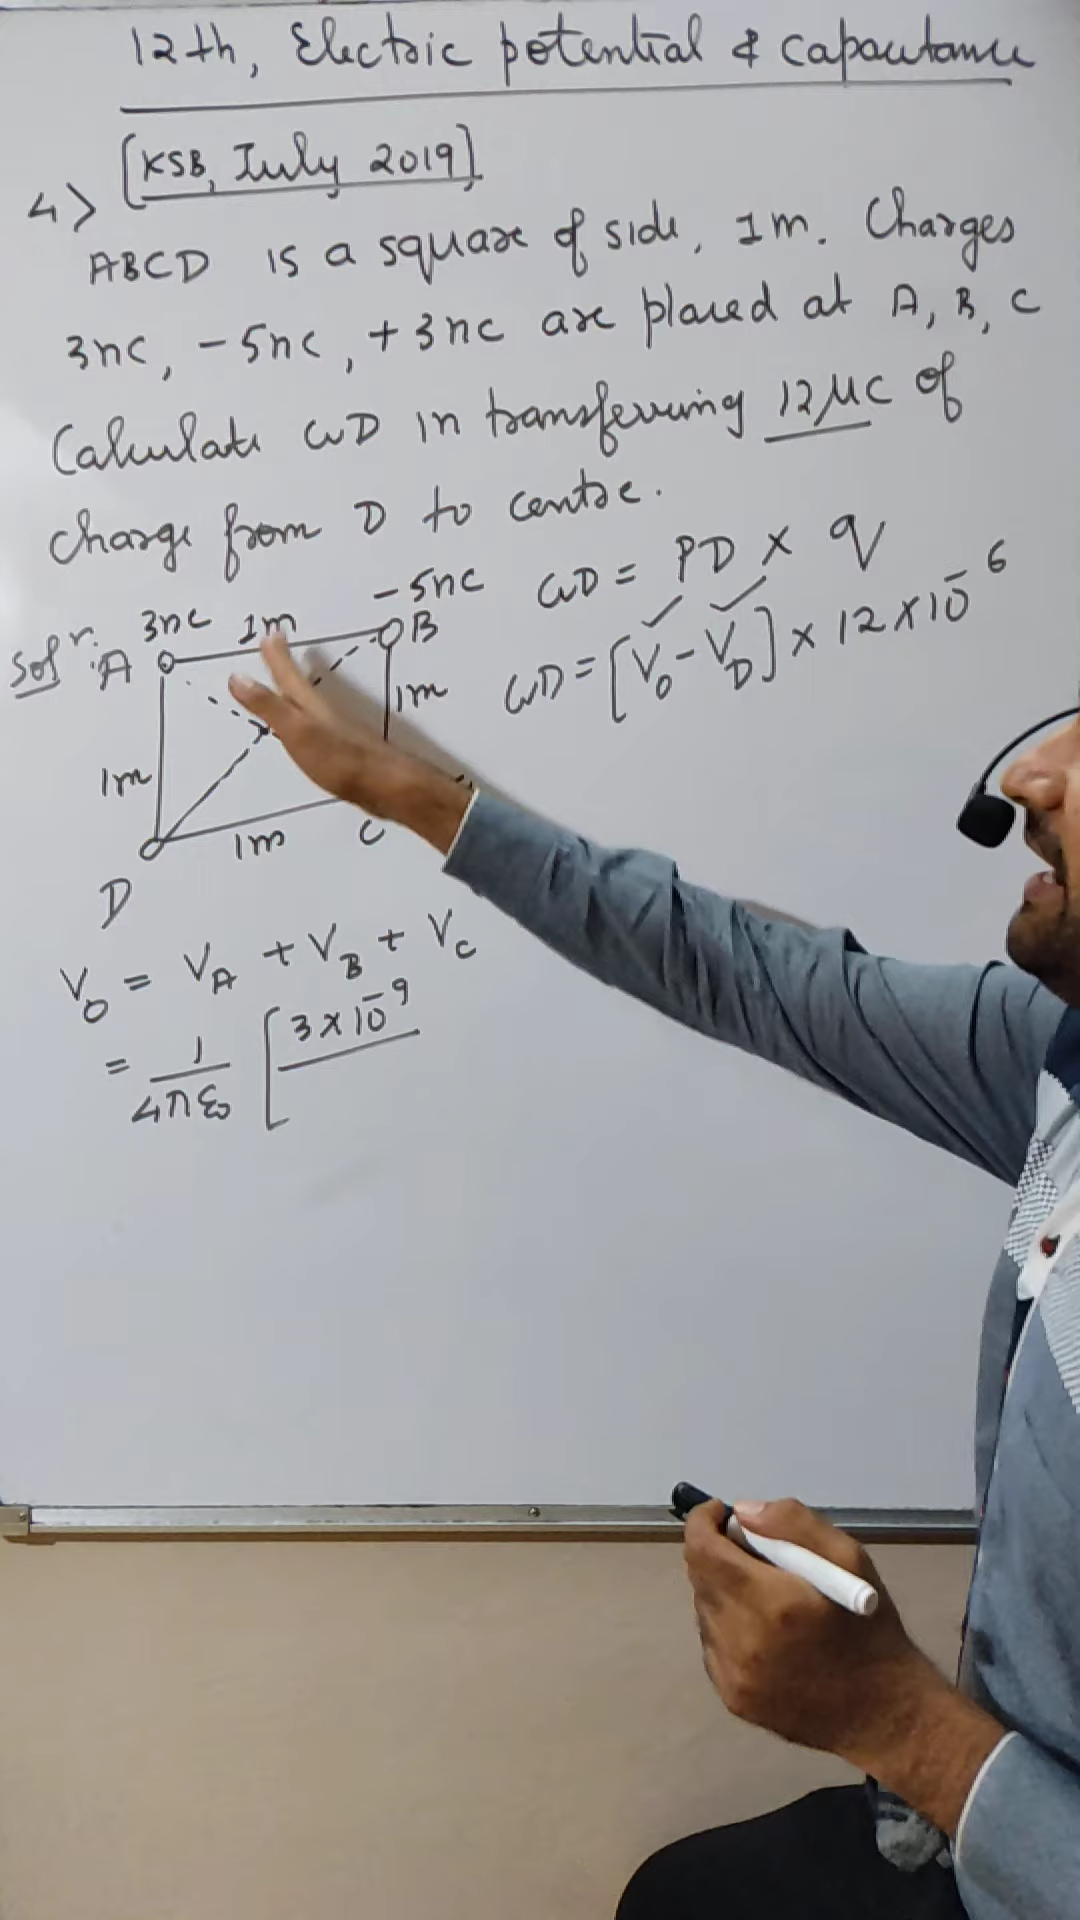 12th, Electric potential & capacitance
[KSB, July 2019]
4>
ABCD is a square of side, 1m. Charges
3nc, -5nc, +3nc are placed at A, B, C
Calculate WD in transferring 12μc of
charge from D to centre.
WD = PD × q
WD = [V₀ - V_D] × 12 × 10⁻⁶
Solⁿ:
3nc 1m -5nc
A B
1m 1m
1m C
D
V₀ = V_A + V_B + V_C
= 1/4πε₀ [3×10⁻⁹